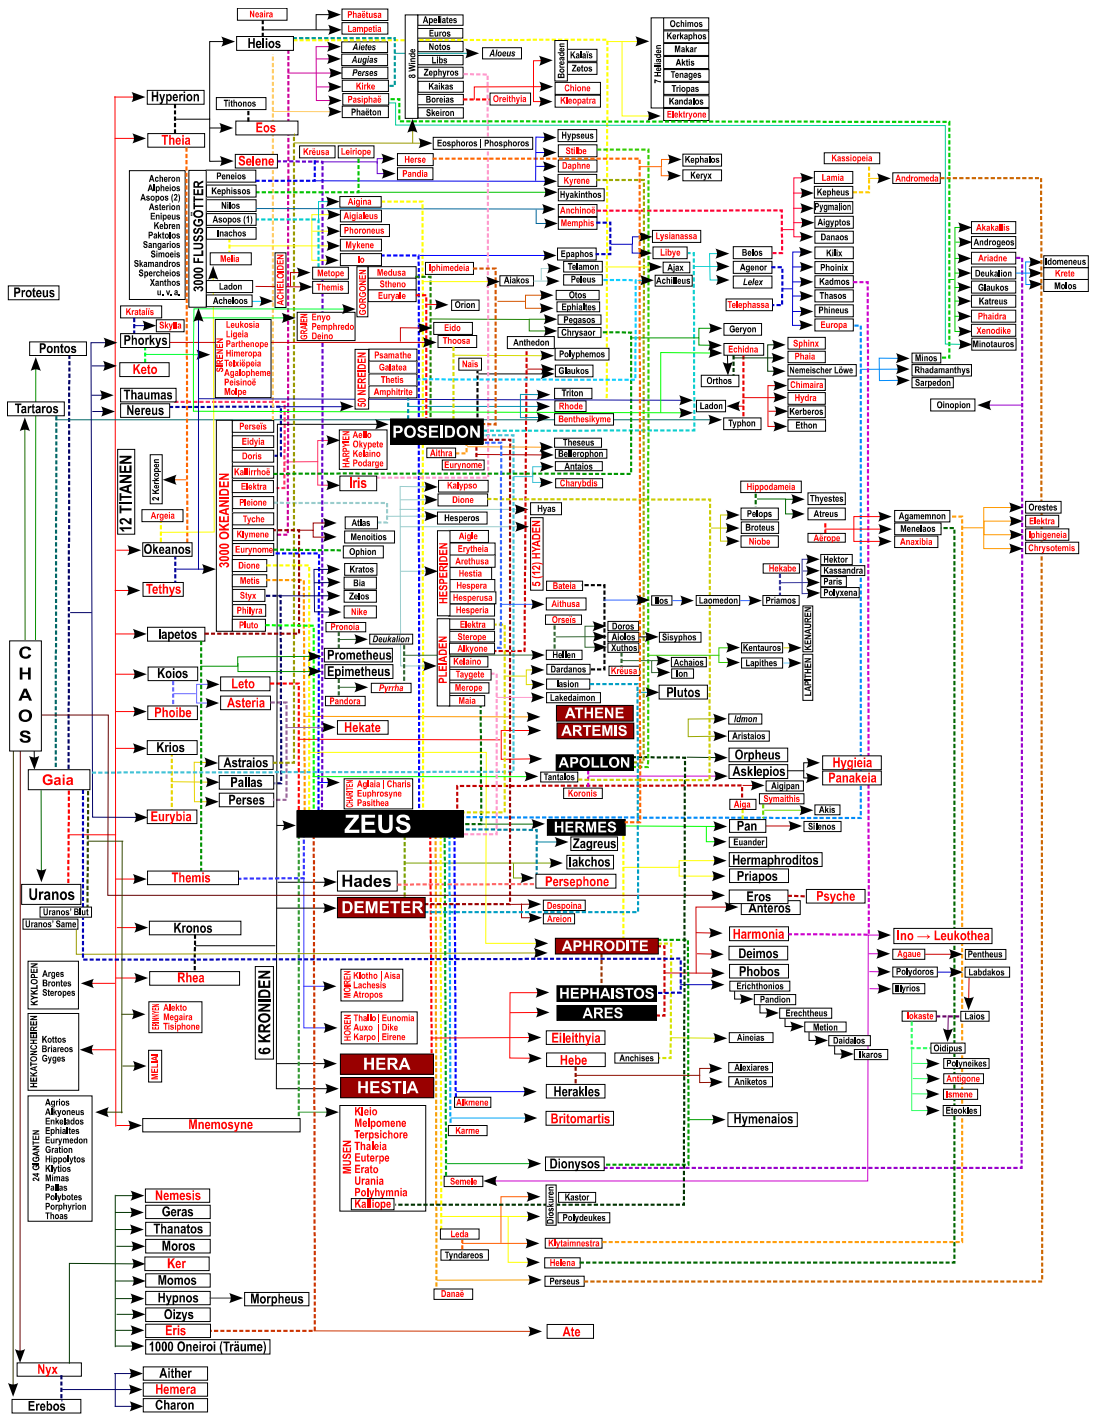 Neaira
Phaëtusa
Lampetia
Helios
Aietes
Augias
Perses
Kirke
Pasiphaë
Phaëton
8 Winde
Apeliates
Euros
Notos
Libs
Zephyros
Kaikas
Boreias
Skeiron
Aloeus
Oreithyia
Boreaden
Kalaïs
Zetos
Chione
Kleopatra
7 Heliaden
Ochimos
Kerkaphos
Makar
Aktis
Tenages
Triopas
Kandalos
Elektryone
Hyperion
Theia
Tithonos
Eos
Selene
Eosphoros | Phosphoros
Krëusa
Leiriope
Herse
Pandia
Hypseus
Stilbe
Daphne
Kyrene
Hyakinthos
Kephalos
Keryx
Kassiopeia
Lamia
Kepheus
Pygmalion
Aigyptos
Danaos
Andromeda
Acheron
Alpheios
Asopos (2)
Asterion
Enipeus
Kebren
Paktolos
Sangarios
Simoeis
Skamandros
Spercheios
Xanthos
u. v. a.
3000 FLUSSGÖTTER
Peneios
Kephissos
Nilos
Asopos (1)
Inachos
Melia
Ladon
Acheloos
ACHELOIDEN
Aigina
Aigialeus
Phoroneus
Mykene
Io
Metope
Themis
Anchinoë
Memphis
Lysianassa
Libye
Epaphos
Telamon
Peleus
Ajax
Achilleus
Belos
Agenor
Lelex
Telephassa
Kilix
Phoinix
Kadmos
Thasos
Phineus
Europa
Akakallis
Androgeos
Ariadne
Deukalion
Glaukos
Katreus
Phaidra
Xenodike
Minotauros
Idomeneus
Krete
Molos
Proteus
GORGONEN
Medusa
Stheno
Euryale
GRAIEN
Enyo
Pemphredo
Deino
Iphimedeia
Aiakos
Orion
Otos
Ephialtes
Pegasos
Chrysaor
Krataiïs
Skylla
Phorkys
Keto
Pontos
SIRENEN
Leukosia
Ligeia
Parthenope
Himeropa
Telxiëpeia
Agalopheme
Peisinoë
Molpe
Eido
Thoosa
Anthedon
Polyphemos
Naïs
Glaukos
Geryon
Echidna
Orthos
Sphinx
Phaia
Nemeischer Löwe
Chimaira
Hydra
Kerberos
Ethon
Ladon
Typhon
Minos
Rhadamanthys
Sarpedon
Oinopion
Thaumas
Nereus
Tartaros
50 NEREIDEN
Psamathe
Galatea
Thetis
Amphitrite
Triton
Rhode
Benthesikyme
POSEIDON
3000 OKEANIDEN
Perseïs
Eidyia
Doris
Kallirrhoë
Elektra
Pleione
Tyche
Klymene
Eurynome
Dione
Metis
Styx
Philyra
Pluto
HARPYIEN
Aello
Okypete
Kelaino
Podarge
Iris
Aithra
Eurynome
Theseus
Bellerophon
Antaios
Charybdis
12 TITANEN
2 Kerkopen
Argeia
Okeanos
Tethys
Kalypso
Dione
Hesperos
Hyas
5 (12) HYADEN
Atlas
Menoitios
Ophion
Kratos
Bia
Zelos
Nike
HESPERIDEN
Aigle
Erytheia
Arethusa
Hestia
Hespera
Hesperusa
Hesperia
Hippodameia
Pelops
Broteus
Niobe
Thyestes
Atreus
Aërope
Agamemnon
Menelaos
Anaxibia
Orestes
Elektra
Iphigeneia
Chrysotemis
Hekabe
Hektor
Kassandra
Paris
Polyxena
Bateia
Aithusa
Ilios
Laomedon
Priamos
Iapetos
Pronoia
Deukalion
Prometheus
Epimetheus
Pyrrha
Pandora
PLEIADEN
Elektra
Sterope
Alkyone
Kelaino
Taygete
Merope
Maia
Orseis
Doros
Aiolos
Xuthos
Sisyphos
Hellen
Dardanos
Krëusa
Achaios
Ion
Iasion
Lakedaimon
Plutos
Kentauros
Lapithes
KENAUREN
LAPITHEN
CHAOS
Koios
Phoibe
Leto
Asteria
Hekate
ATHENE
ARTEMIS
APOLLON
Idmon
Aristaios
Orpheus
Asklepios
Hygieia
Panakeia
Krios
Eurybia
Astraios
Pallas
Perses
Gaia
Tantalos
Koronis
CHARITEN
Aglaia | Charis
Euphrosyne
Pasithea
Aigipan
Aiga
Symaithis
Akis
ZEUS
HERMES
Zagreus
Iakchos
Persephone
Pan
Silenos
Euander
Hermaphroditos
Priapos
Themis
Hades
DEMETER
Despoina
Areion
Eros
Psyche
Anteros
Uranos
Uranos' Blut
Uranos' Same
Kronos
Rhea
6 KRONIDEN
APHRODITE
HEPHAISTOS
ARES
Harmonia
Deimos
Phobos
Erichthonios
Pandion
Erechtheus
Metion
Daidalos
Ikaros
Ino → Leukothea
Agaue
Pentheus
Polydoros
Labdakos
Illyrios
Iokaste
Laios
Oidipus
Polyneikes
Antigone
Ismene
Eteokles
KYKLOPEN
Arges
Brontes
Steropes
HEKATONCHEIREN
Kottos
Briareos
Gyges
ERINNYEN
Alekto
Megaira
Tisiphone
MELIAI
MOIREN
Klotho | Aisa
Lachesis
Atropos
HOREN
Thallo | Eunomia
Auxo | Dike
Karpo | Eirene
HERA
HESTIA
Eileithyia
Hebe
Anchises
Aineias
Alexiares
Aniketos
Herakles
Alkmene
Britomartis
Karme
Hymenaios
24 GIGANTEN
Agrios
Alkyoneus
Enkelados
Ephialtes
Eurymedon
Gration
Hippolytos
Klytios
Mimas
Pallas
Polybotes
Porphyrion
Thoas
Mnemosyne
MUSEN
Kleio
Melpomene
Terpsichore
Thaleia
Euterpe
Erato
Urania
Polyhymnia
Kalliope
Dionysos
Semele
Dioskuren
Kastor
Polydeukes
Leda
Tyndareos
Klytaimnestra
Helena
Danaë
Perseus
Nemesis
Geras
Thanatos
Moros
Ker
Momos
Hypnos
Morpheus
Oizys
Eris
Ate
1000 Oneiroi (Träume)
Nyx
Erebos
Aither
Hemera
Charon